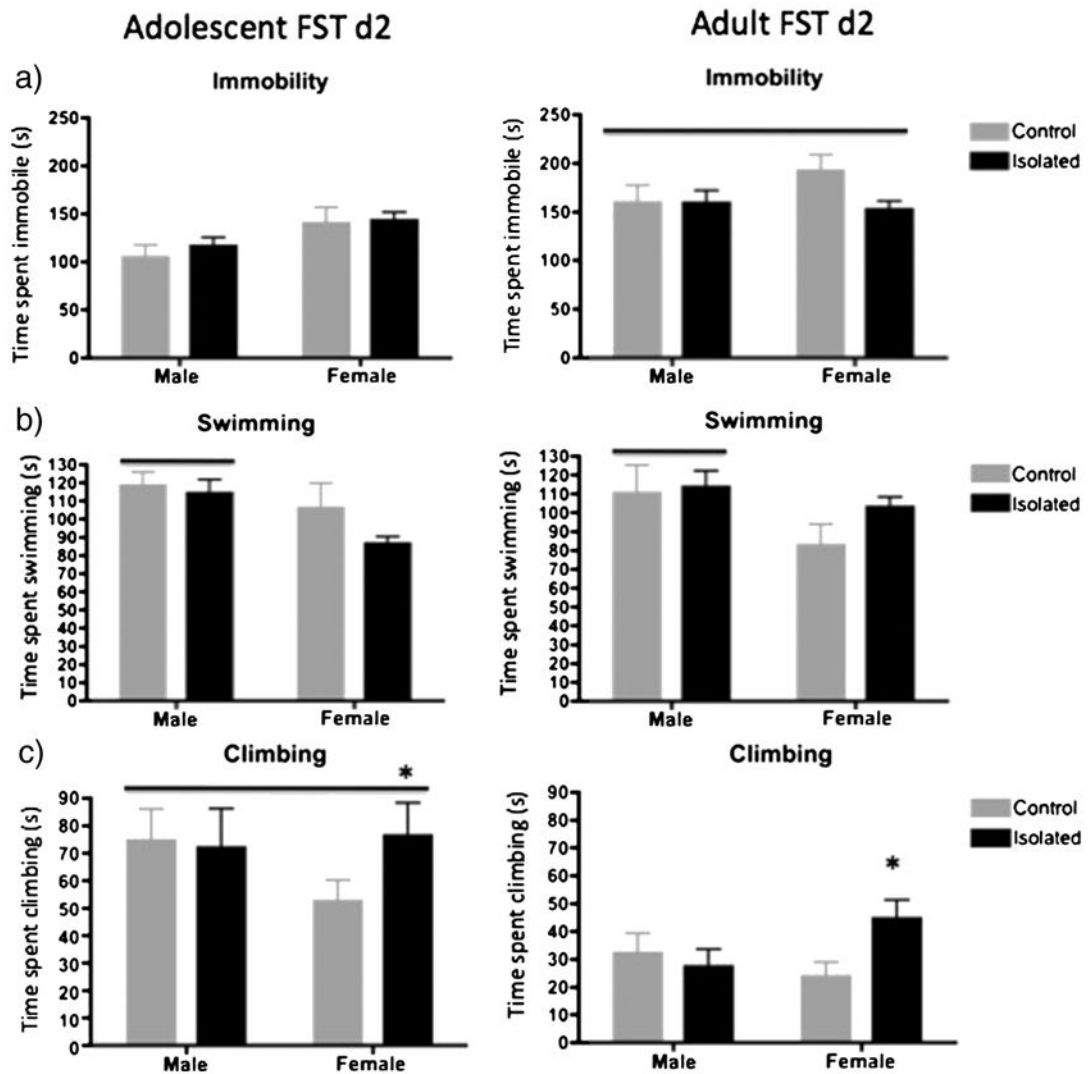 Adolescent FST d2
Adult FST d2
a)
Immobility
Time spent immobile (s)
250
200
150
100
50
0
Male
Female
Immobility
Time spent immobile (s)
250
200
150
100
50
0
Male
Female
Control
Isolated
b)
Swimming
Time spent swimming (s)
130
120
110
100
90
80
70
60
50
40
30
20
10
0
Male
Female
Swimming
Time spent swimming (s)
130
120
110
100
90
80
70
60
50
40
30
20
10
0
Male
Female
Control
Isolated
c)
Climbing
*
Time spent climbing (s)
90
80
70
60
50
40
30
20
10
0
Male
Female
Climbing
*
Time spent climbing (s)
90
80
70
60
50
40
30
20
10
0
Male
Female
Control
Isolated